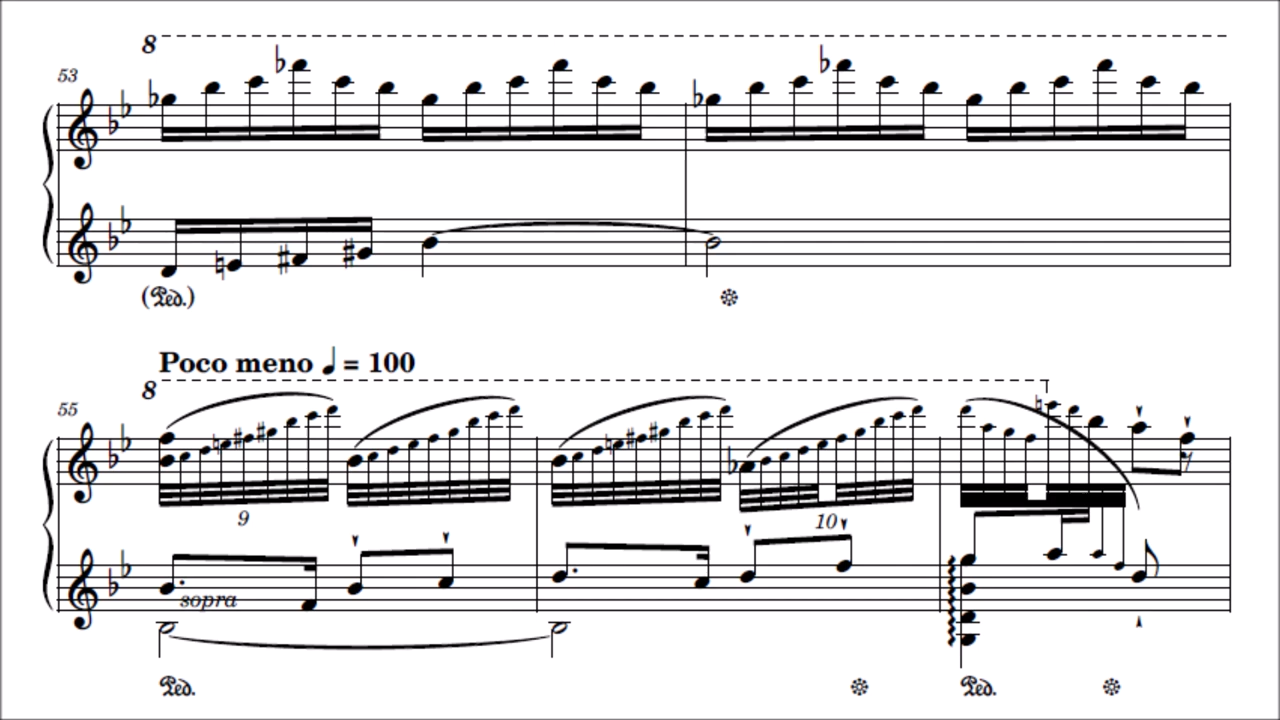 8
53
(Ped.)
Poco meno ♩ = 100
8
55
9
10
sopra
Ped. Ped.